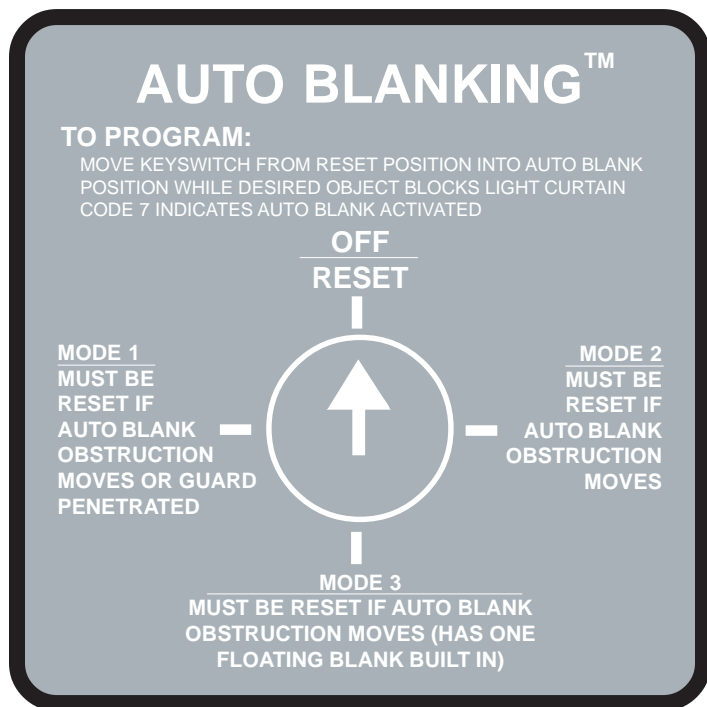 AUTO BLANKING™
TO PROGRAM:
MOVE KEYSWITCH FROM RESET POSITION INTO AUTO BLANK
POSITION WHILE DESIRED OBJECT BLOCKS LIGHT CURTAIN
CODE 7 INDICATES AUTO BLANK ACTIVATED
OFF
RESET
MODE 1
MUST BE
RESET IF
AUTO BLANK
OBSTRUCTION
MOVES OR GUARD
PENETRATED
MODE 2
MUST BE
RESET IF
AUTO BLANK
OBSTRUCTION
MOVES
MODE 3
MUST BE RESET IF AUTO BLANK
OBSTRUCTION MOVES (HAS ONE
FLOATING BLANK BUILT IN)